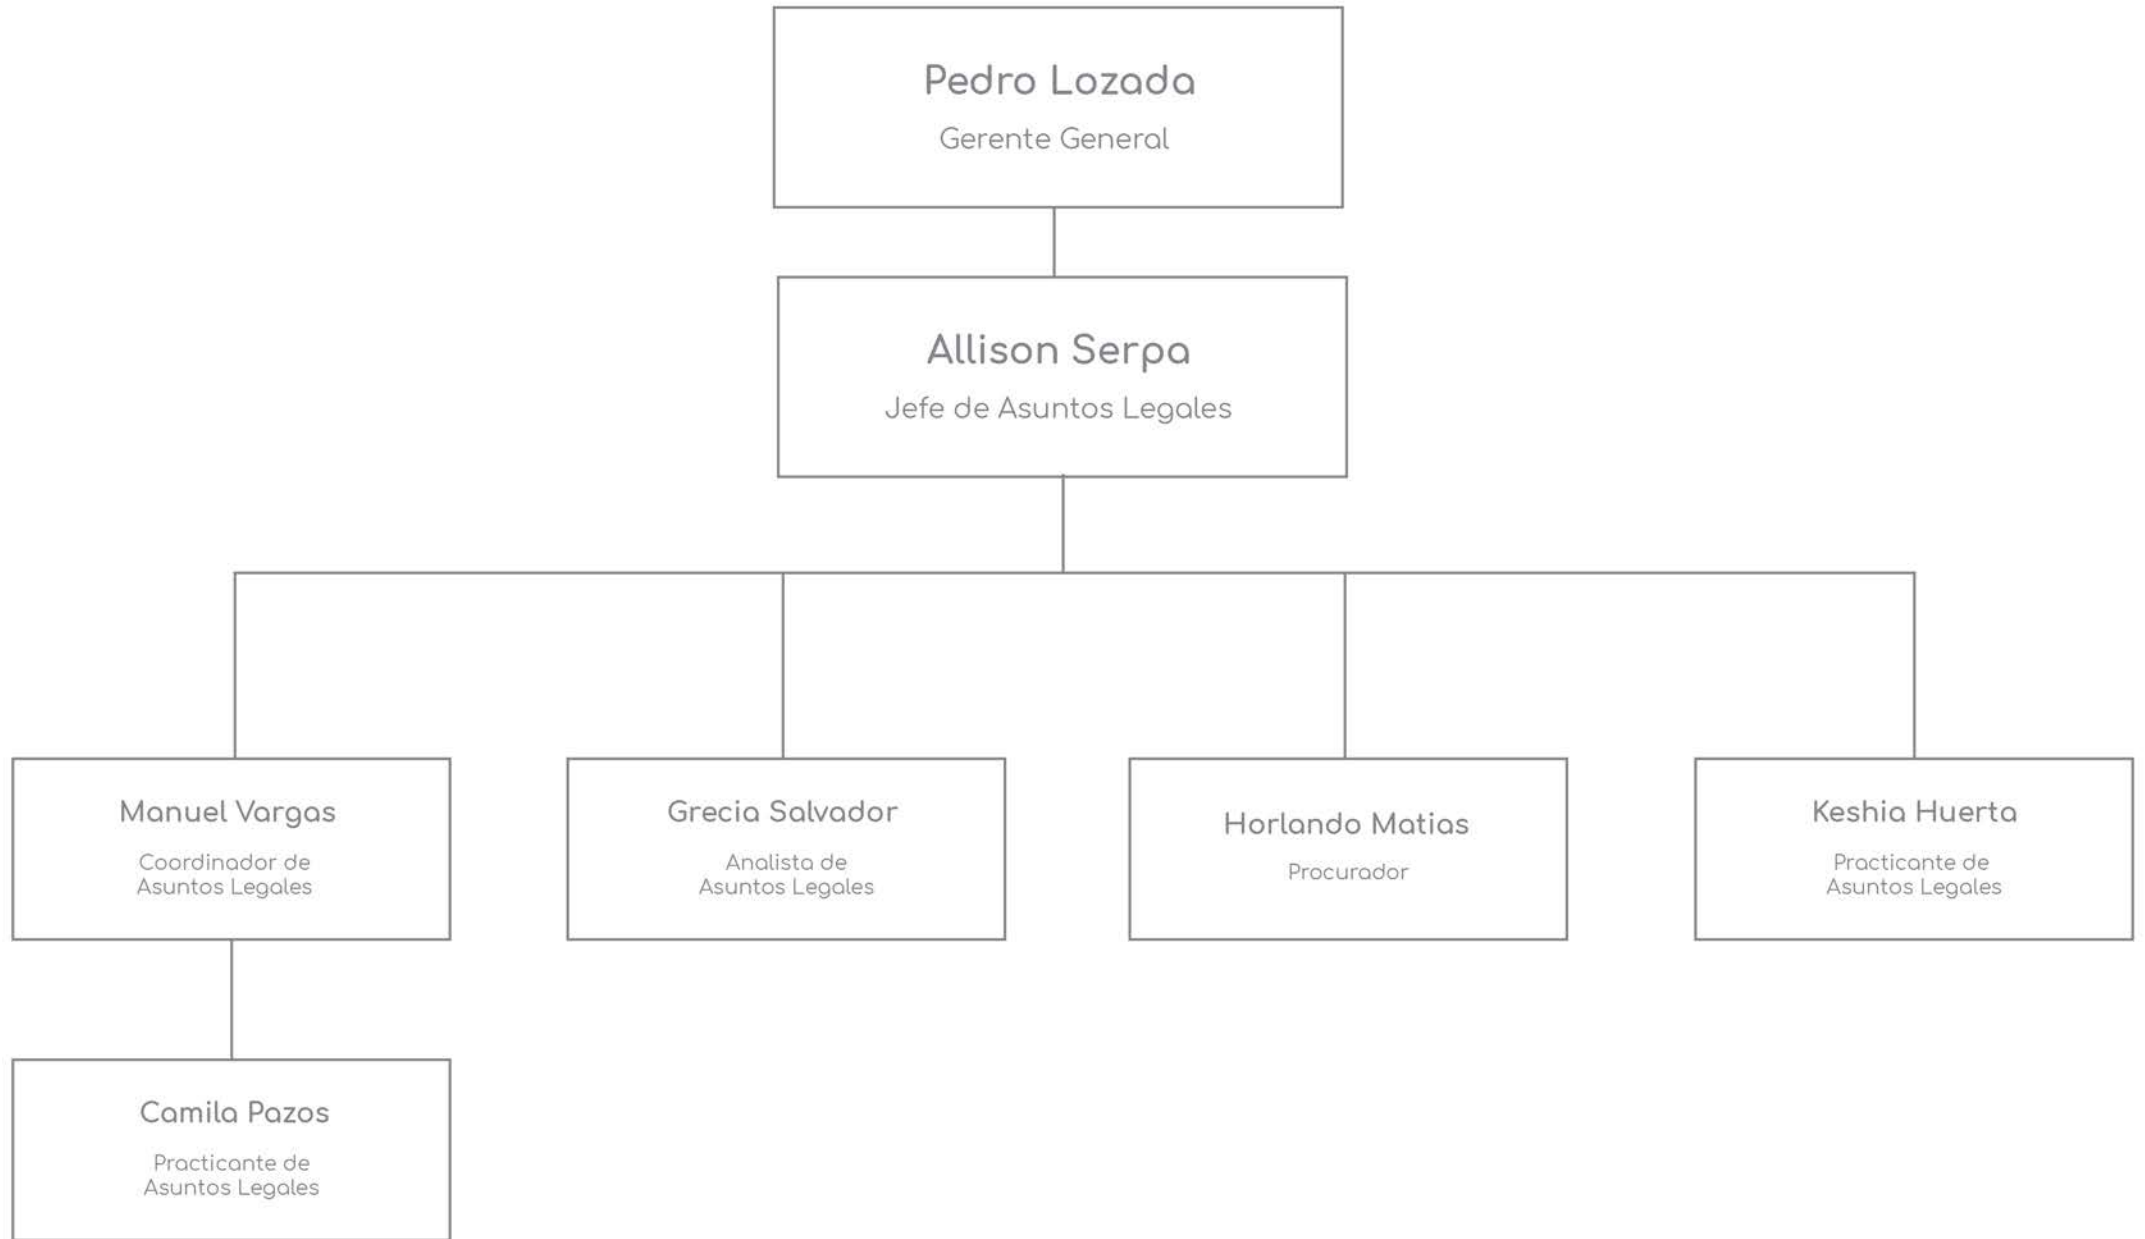 Pedro Lozada
Gerente General
Allison Serpa
Jefe de Asuntos Legales
Manuel Vargas
Coordinador de
Asuntos Legales
Grecia Salvador
Analista de
Asuntos Legales
Horlando Matias
Procurador
Keshia Huerta
Practicante de
Asuntos Legales
Camila Pazos
Practicante de
Asuntos Legales